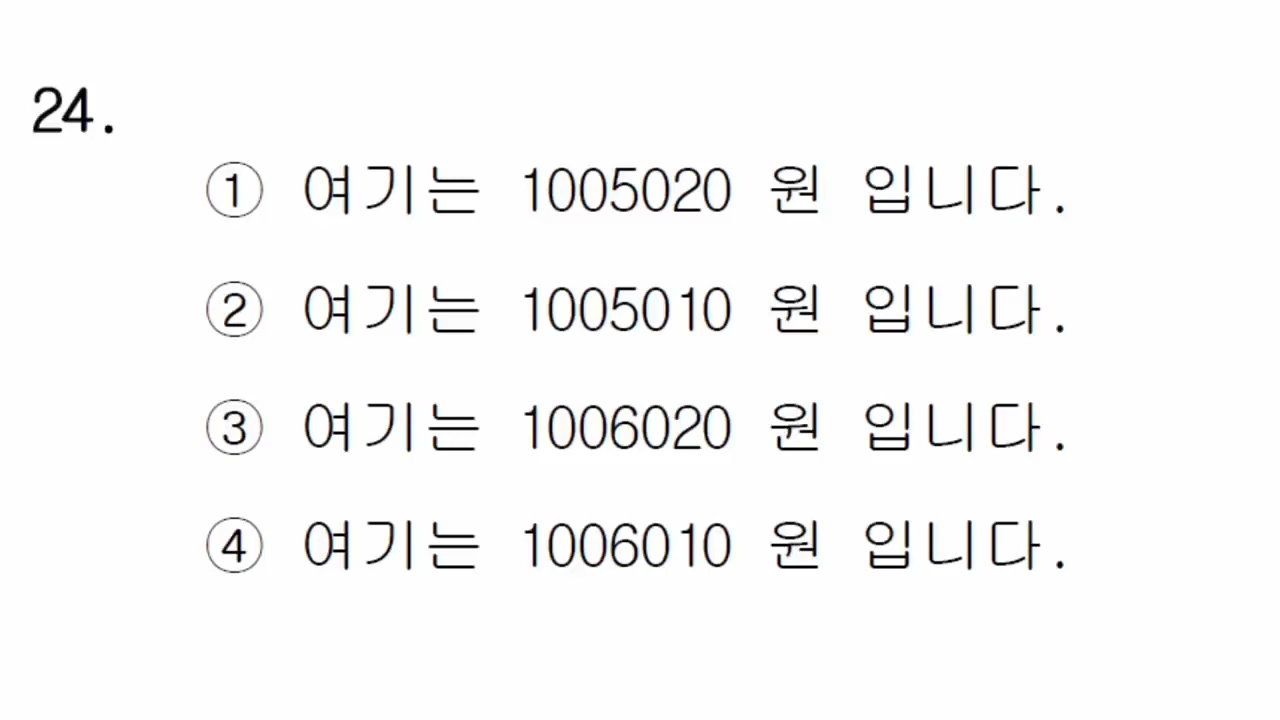 24.
① 여기는 1005020 원 입니다.
② 여기는 1005010 원 입니다.
③ 여기는 1006020 원 입니다.
④ 여기는 1006010 원 입니다.